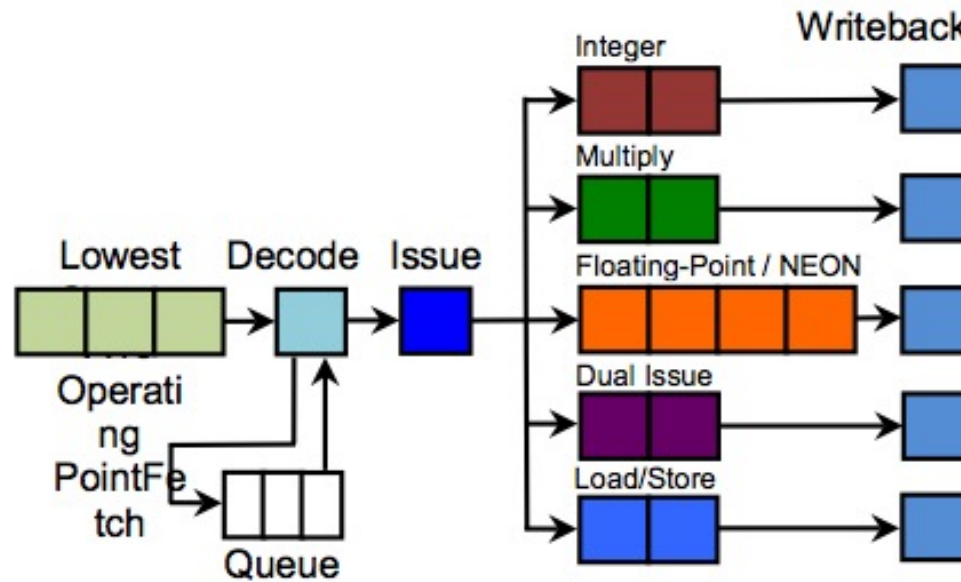 Writeback
Integer
Multiply
Lowest
Decode
Issue
Floating-Point / NEON
Operati
ng
PointFe
tch
Dual Issue
Load/Store
Queue